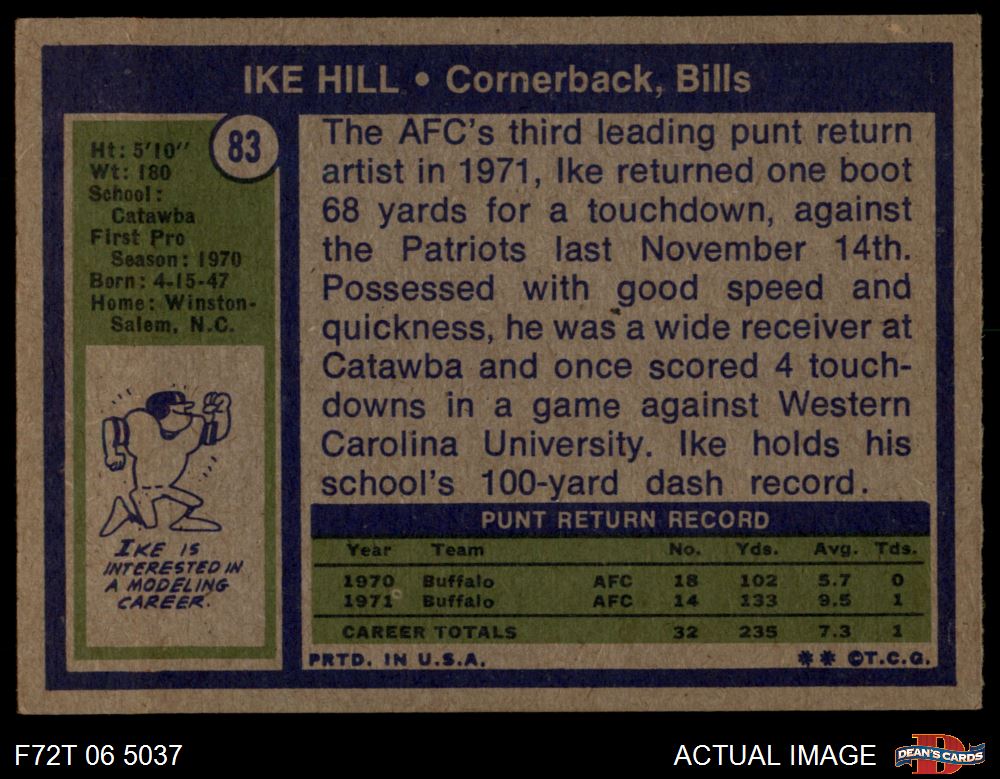 IKE HILL • Cornerback, Bills
83
Ht: 5'10''
Wt: 180
School:
Catawba
First Pro
Season: 1970
Born: 4-15-47
Home: Winston-
Salem, N.C.
IKE IS
INTERESTED IN
A MODELING
CAREER.
The AFC's third leading punt return
artist in 1971, Ike returned one boot
68 yards for a touchdown, against
the Patriots last November 14th.
Possessed with good speed and
quickness, he was a wide receiver at
Catawba and once scored 4 touch-
downs in a game against Western
Carolina University. Ike holds his
school's 100-yard dash record.
PUNT RETURN RECORD
Year Team No. Yds. Avg. Tds.
1970 Buffalo AFC 18 102 5.7 0
1971 Buffalo AFC 14 133 9.5 1
CAREER TOTALS 32 235 7.3 1
PRTD. IN U.S.A. ** ©T.C.G.
F72T 06 5037
ACTUAL IMAGE
D
DEAN'S CARDS